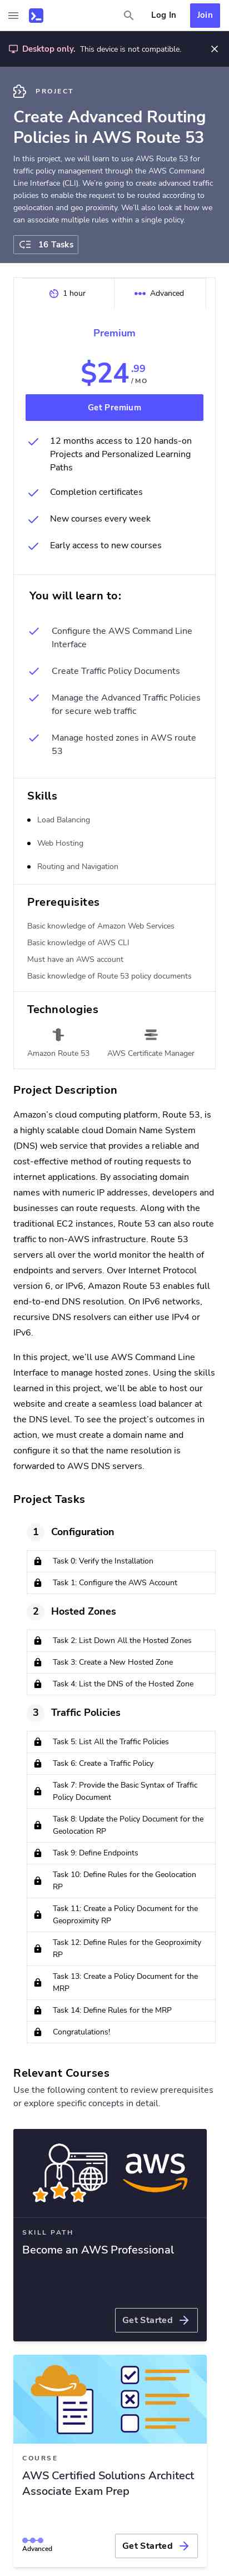 Log In
Join
Desktop only. This device is not compatible.
PROJECT
Create Advanced Routing
Policies in AWS Route 53
In this project, we will learn to use AWS Route 53 for
traffic policy management through the AWS Command
Line Interface (CLI). We’re going to create advanced traffic
policies to enable the request to be routed according to
geolocation and geo proximity. We’ll also look at how we
can associate multiple rules within a single policy.
16 Tasks
1 hour
Advanced
Premium
$24.99
/ MO
Get Premium
12 months access to 120 hands-on
Projects and Personalized Learning
Paths
Completion certificates
New courses every week
Early access to new courses
You will learn to:
Configure the AWS Command Line
Interface
Create Traffic Policy Documents
Manage the Advanced Traffic Policies
for secure web traffic
Manage hosted zones in AWS route
53
Skills
Load Balancing
Web Hosting
Routing and Navigation
Prerequisites
Basic knowledge of Amazon Web Services
Basic knowledge of AWS CLI
Must have an AWS account
Basic knowledge of Route 53 policy documents
Technologies
Amazon Route 53
AWS Certificate Manager
Project Description
Amazon’s cloud computing platform, Route 53, is
a highly scalable cloud Domain Name System
(DNS) web service that provides a reliable and
cost-effective method of routing requests to
internet applications. By associating domain
names with numeric IP addresses, developers and
businesses can route requests. Along with the
traditional EC2 instances, Route 53 can also route
traffic to non-AWS infrastructure. Route 53
servers all over the world monitor the health of
endpoints and servers. Over Internet Protocol
version 6, or IPv6, Amazon Route 53 enables full
end-to-end DNS resolution. On IPv6 networks,
recursive DNS resolvers can either use IPv4 or
IPv6.
In this project, we’ll use AWS Command Line
Interface to manage hosted zones. Using the skills
learned in this project, we’ll be able to host our
website and create a seamless load balancer at
the DNS level. To see the project’s outcomes in
action, we must create a domain name and
configure it so that the name resolution is
forwarded to AWS DNS servers.
Project Tasks
1 Configuration
Task 0: Verify the Installation
Task 1: Configure the AWS Account
2 Hosted Zones
Task 2: List Down All the Hosted Zones
Task 3: Create a New Hosted Zone
Task 4: List the DNS of the Hosted Zone
3 Traffic Policies
Task 5: List All the Traffic Policies
Task 6: Create a Traffic Policy
Task 7: Provide the Basic Syntax of Traffic
Policy Document
Task 8: Update the Policy Document for the
Geolocation RP
Task 9: Define Endpoints
Task 10: Define Rules for the Geolocation
RP
Task 11: Create a Policy Document for the
Geoproximity RP
Task 12: Define Rules for the Geoproximity
RP
Task 13: Create a Policy Document for the
MRP
Task 14: Define Rules for the MRP
Congratulations!
Relevant Courses
Use the following content to review prerequisites
or explore specific concepts in detail.
aws
SKILL PATH
Become an AWS Professional
Get Started
COURSE
AWS Certified Solutions Architect
Associate Exam Prep
Advanced
Get Started